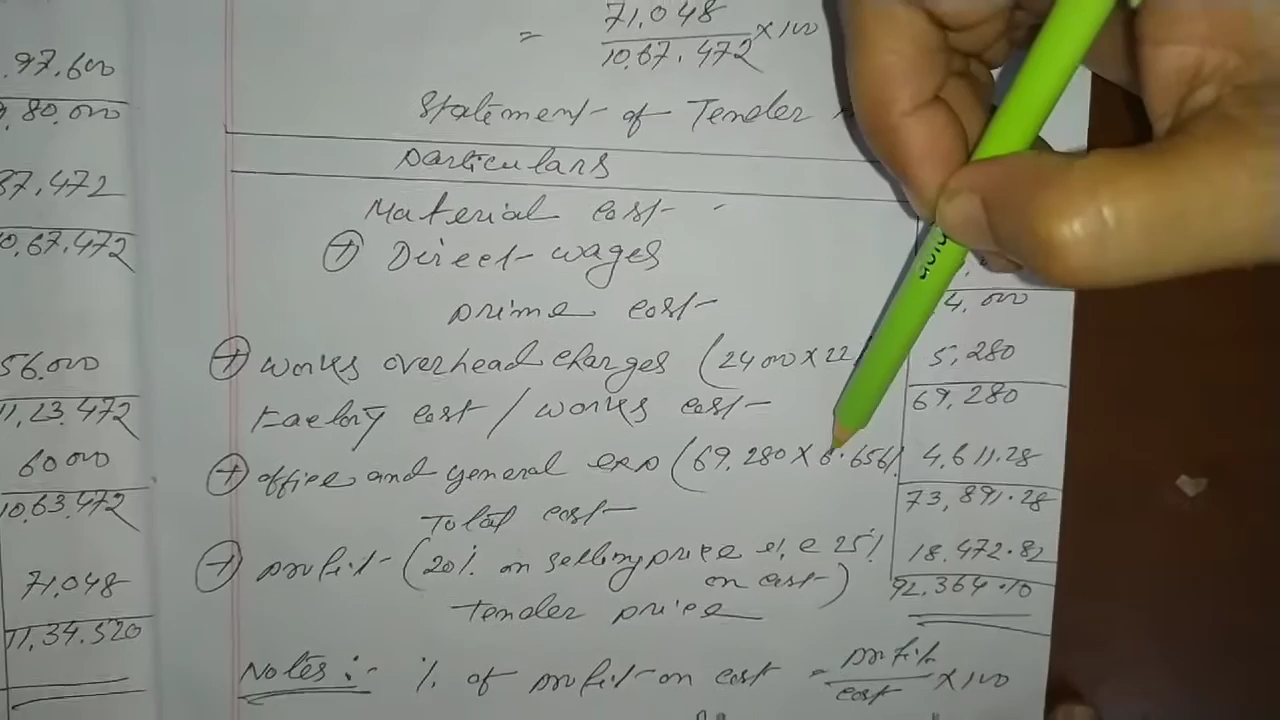 71,048
= ——— ×100
10,67,472
97,600
80,000
87,472
0,67,472
56,000
11,23,472
6000
10,63,472
71,048
11,34,520
Statement of Tender
particulars
Material cost
+ Direct wages
prime cost 4,000
+ works overhead charges (24000×22 5,280
Factory cost / works cost 69,280
+ office and general exp (69,280×6.656% 4,611.28
Total cost 73,891.28
+ profit (20% on selling price i.e 25% on cost) 18,472.82
Tender price 92,364.10
Notes:- % of profit on cost = profit/cost ×100